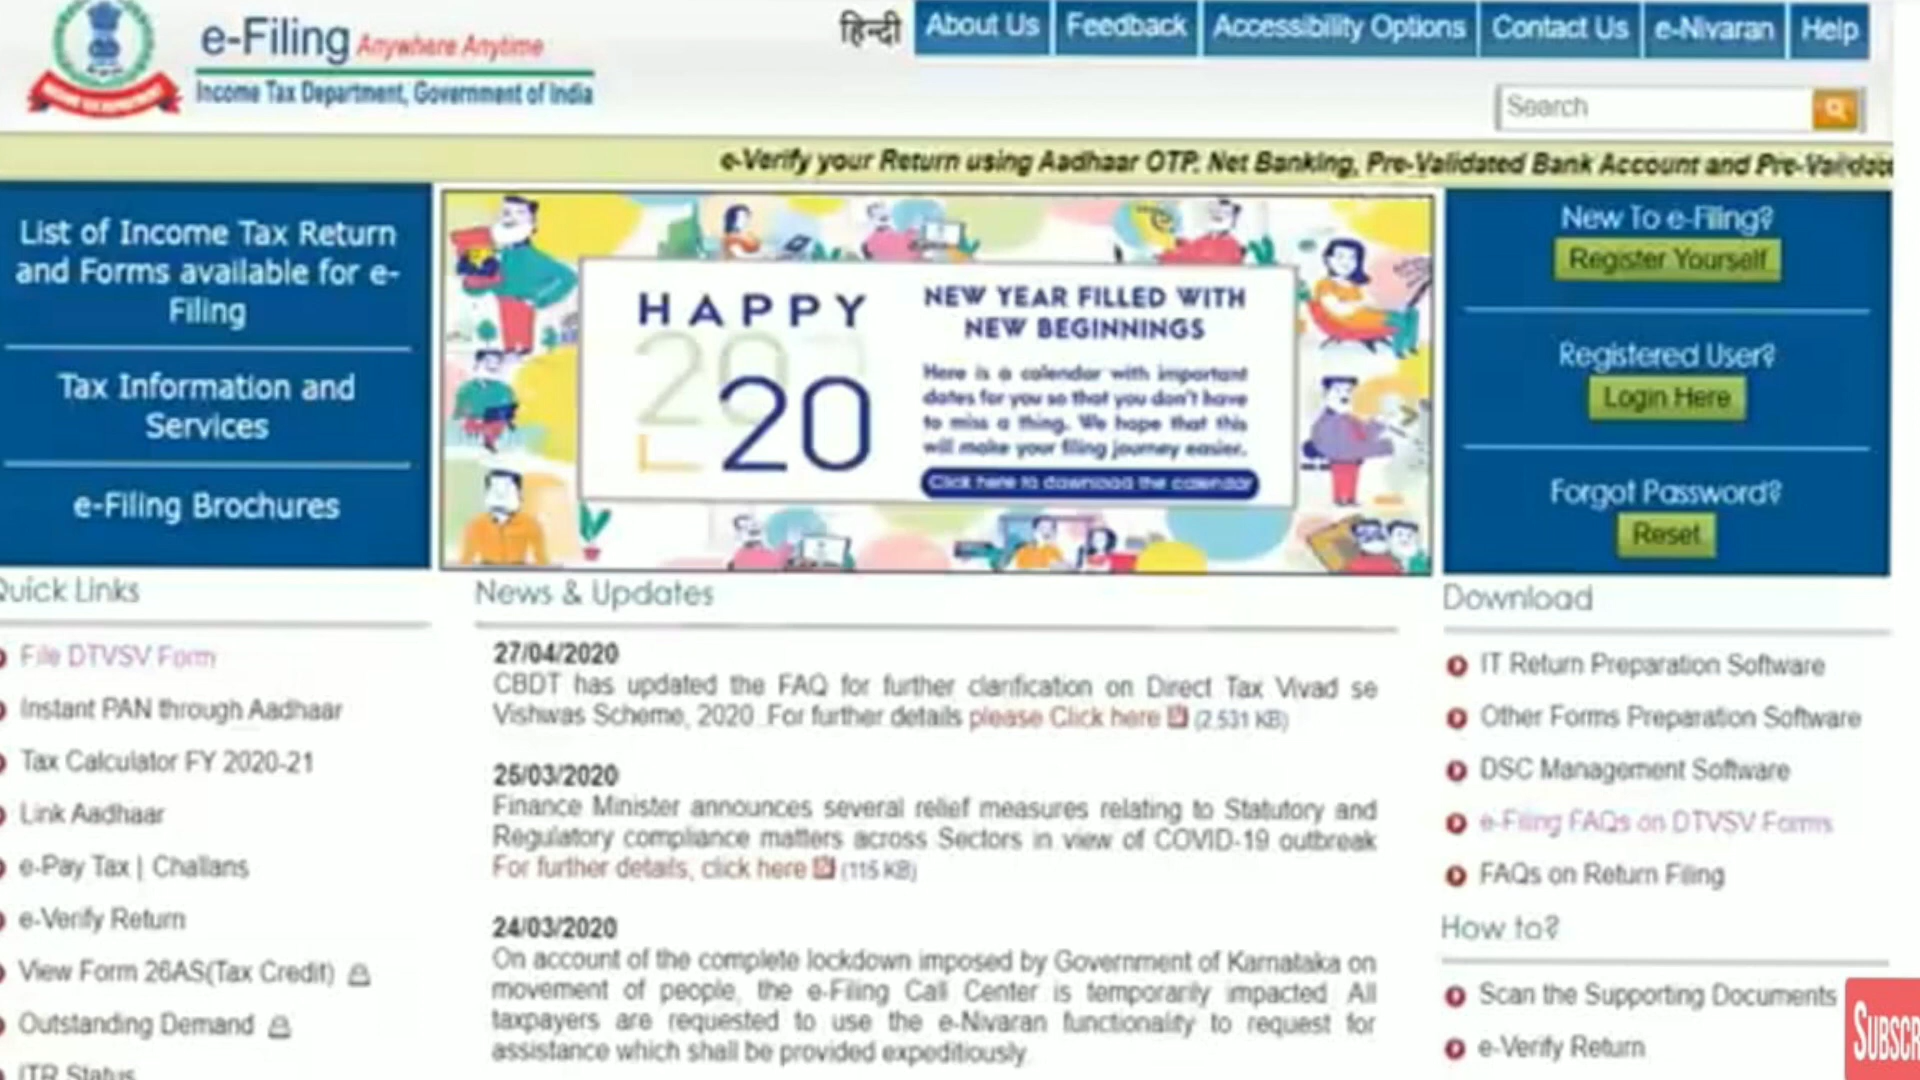 e-Filing Anywhere Anytime
Income Tax Department, Government of India
हिन्दी
About Us
Feedback
Accessibility Options
Contact Us
e-Nivaran
Help
Search
e-Verify your Return using Aadhaar OTP, Net Banking, Pre-Validated Bank Account and Pre-Validate
List of Income Tax Return
and Forms available for e-
Filing
Tax Information and
Services
e-Filing Brochures
HAPPY
20
20
NEW YEAR FILLED WITH
NEW BEGINNINGS
Here is a calendar with important
dates for you so that you don't have
to miss a thing. We hope that this
will make your filing journey easier.
Click here to download the calendar
New To e-Filing?
Register Yourself
Registered User?
Login Here
Forgot Password?
Reset
Quick Links
File DTVSV Form
Instant PAN through Aadhaar
Tax Calculator FY 2020-21
Link Aadhaar
e-Pay Tax | Challans
e-Verify Return
View Form 26AS(Tax Credit)
Outstanding Demand
ITR Status
News & Updates
27/04/2020
CBDT has updated the FAQ for further clarification on Direct Tax Vivad se
Vishwas Scheme, 2020 .For further details please Click here (2.531 KB)
25/03/2020
Finance Minister announces several relief measures relating to Statutory and
Regulatory compliance matters across Sectors in view of COVID-19 outbreak
For further details, click here (115 KB)
24/03/2020
On account of the complete lockdown imposed by Government of Karnataka on
movement of people, the e-Filing Call Center is temporarily impacted. All
taxpayers are requested to use the e-Nivaran functionality to request for
assistance which shall be provided expeditiously.
Download
IT Return Preparation Software
Other Forms Preparation Software
DSC Management Software
e-Filing FAQs on DTVSV Forms
FAQs on Return Filing
How to?
Scan the Supporting Documents
e-Verify Return
SUBSCR